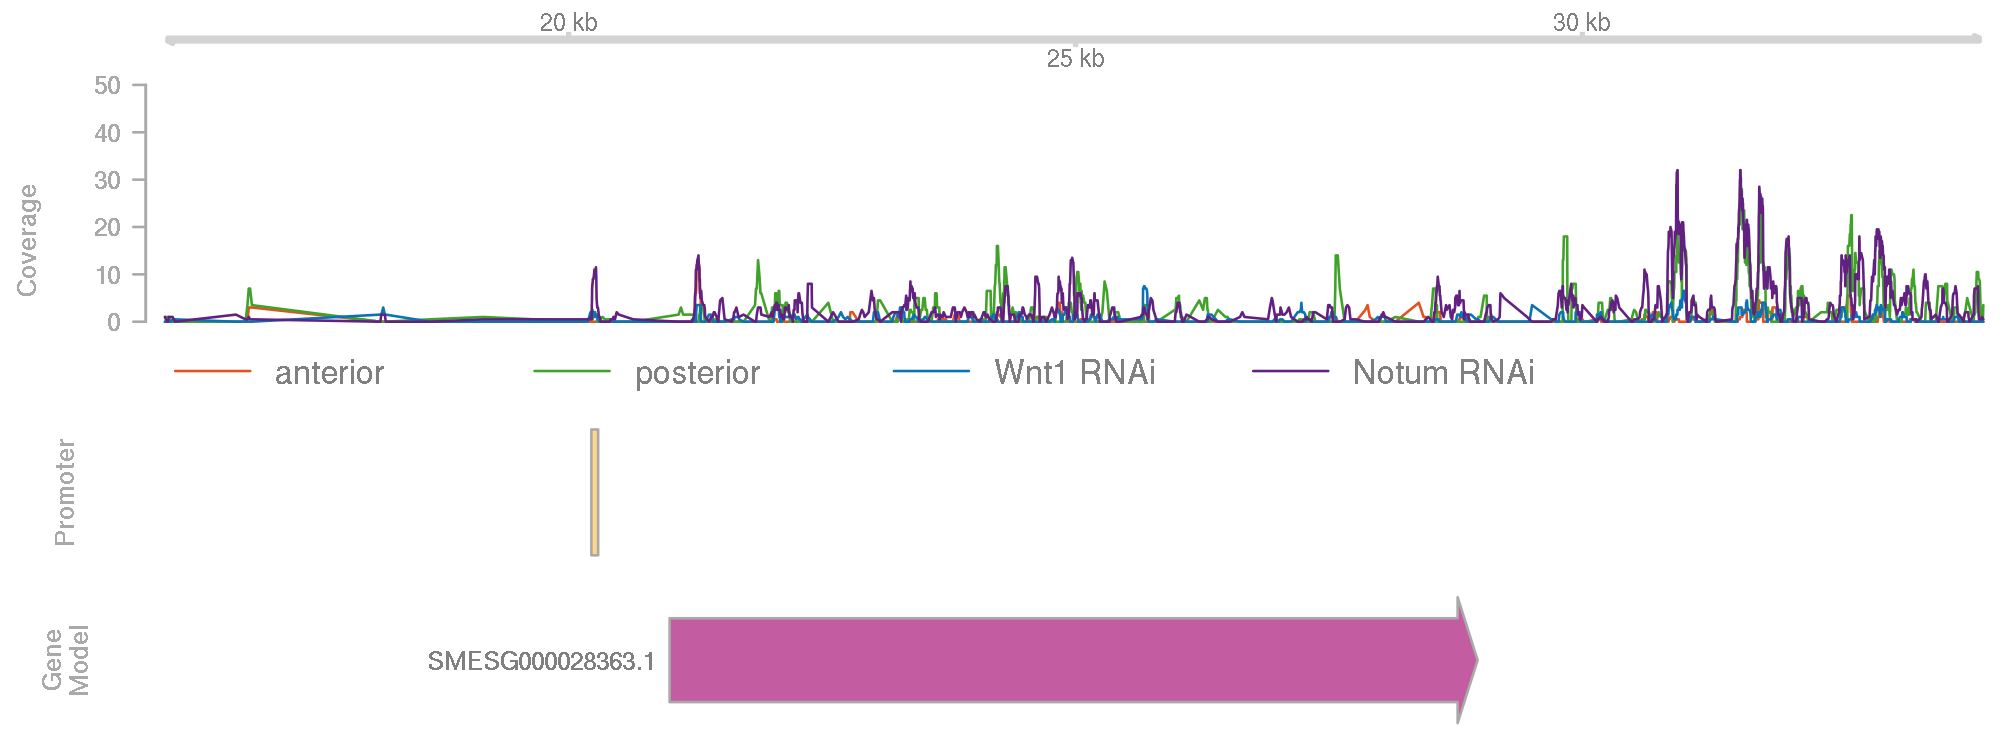 20 kb
30 kb
25 kb
50
40
30
20
10
0
Coverage
anterior
posterior
Wnt1 RNAi
Notum RNAi
Promoter
Gene
Model
SMESG000028363.1